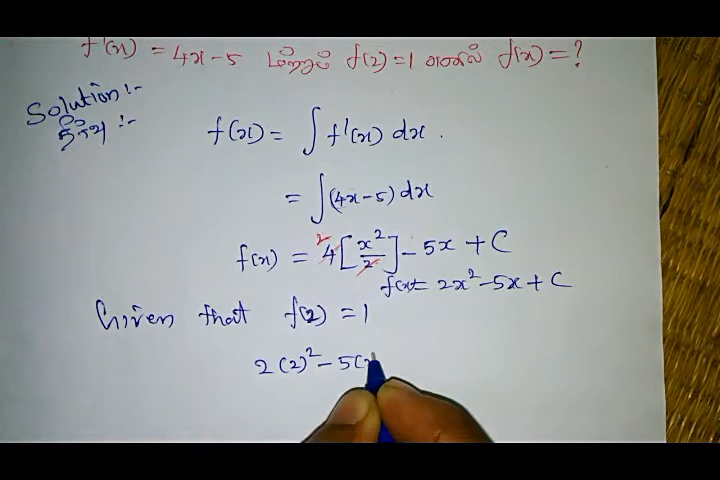 f'(x) = 4x-5 மற்றும் f(2)=1 எனில் f(x) = ?
Solution :-
தீர்வு :-
f(x) = ∫ f'(x) dx .
= ∫(4x-5) dx
f(x) = 4 2 [x²/2] - 5x + C
f(x)= 2x²-5x+C
Given that f(2) = 1
2(2)² - 5(